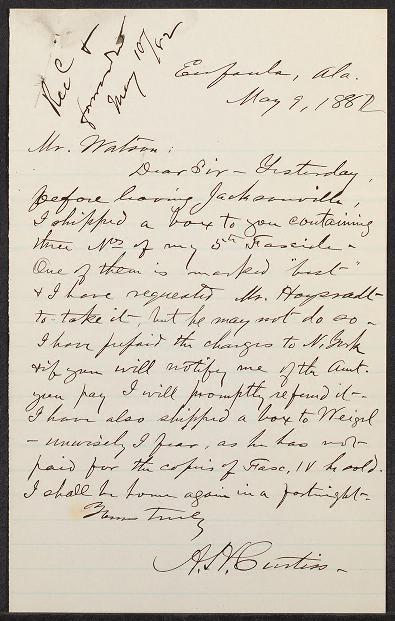 Rec'd &
forwarded
May 10/82
Eufaula, Ala.
May 9, 1882
Mr. Watson:
Dear Sir – Yesterday,
before leaving Jacksonville,
I shipped a box to you containing
three Nos of my 5th Fascicle –
One of them is marked "best"
& I have requested Mr. Haysradt
to take it, but he may not do so –
I have prepaid the charges to N. York
& if you will notify me of the Amt.
you pay I will promptly refund it –
I have also shipped a box to Weigel
– unwisely I fear, as he has not
paid for the copies of Fasc. IV he sold.
I shall be home again in a fortnight –
Yours truly
A. H. Curtiss –